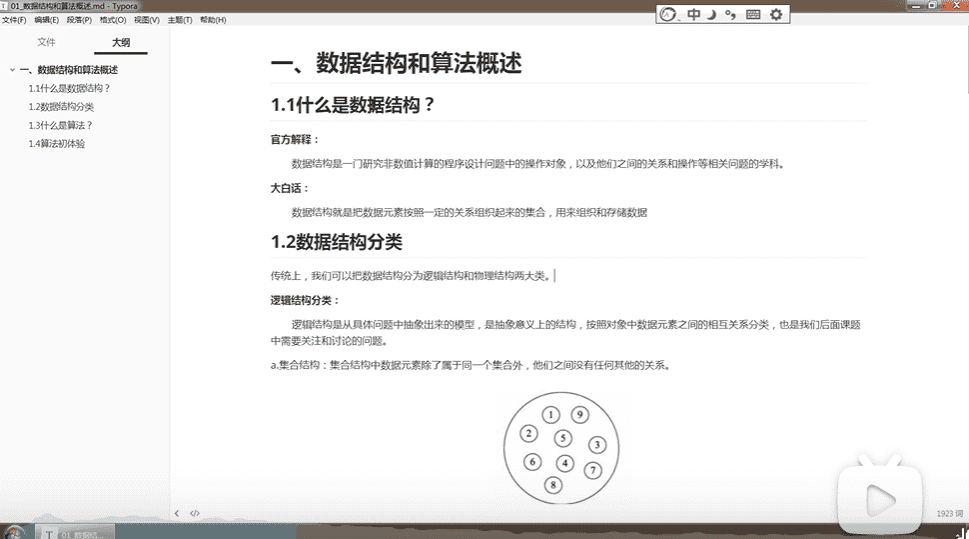 01_数据结构和算法概述.md - Typora
文件(F) 编辑(E) 段落(P) 格式(O) 视图(V) 主题(T) 帮助(H)
中
文件 大纲
一、数据结构和算法概述
1.1什么是数据结构？
1.2数据结构分类
1.3什么是算法？
1.4算法初体验
一、数据结构和算法概述
1.1什么是数据结构？
官方解释：
数据结构是一门研究非数值计算的程序设计问题中的操作对象，以及他们之间的关系和操作等相关问题的学科。
大白话：
数据结构就是把数据元素按照一定的关系组织起来的集合，用来组织和存储数据
1.2数据结构分类
传统上，我们可以把数据结构分为逻辑结构和物理结构两大类。
逻辑结构分类：
逻辑结构是从具体问题中抽象出来的模型，是抽象意义上的结构，按照对象中数据元素之间的相互关系分类，也是我们后面课题
中需要关注和讨论的问题。
a.集合结构：集合结构中数据元素除了属于同一个集合外，他们之间没有任何其他的关系。
1 9
2 5 3
6 4 7
8
1923 词
T 01_数据结...